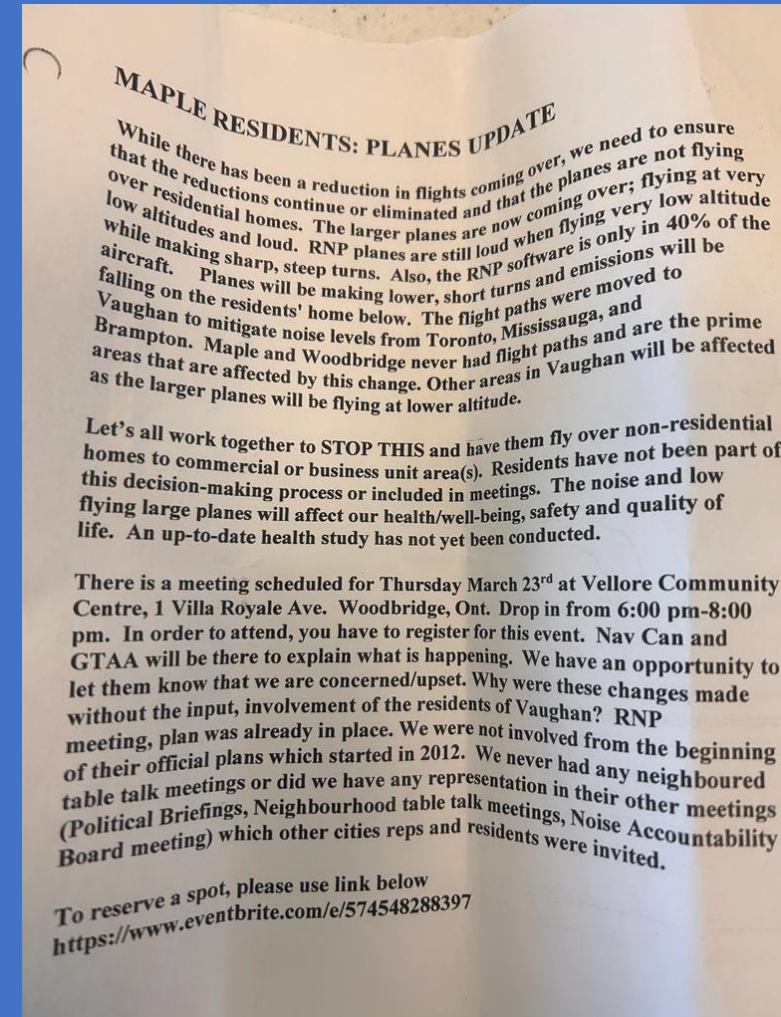 MAPLE RESIDENTS: PLANES UPDATE
While there has been a reduction in flights coming over, we need to ensure
that the reductions continue or eliminated and that the planes are not flying
over residential homes. The larger planes are now coming over; flying at very
low altitudes and loud. RNP planes are still loud when flying very low altitude
while making sharp, steep turns. Also, the RNP software is only in 40% of the
aircraft. Planes will be making lower, short turns and emissions will be
falling on the residents' home below. The flight paths were moved to
Vaughan to mitigate noise levels from Toronto, Mississauga, and
Brampton. Maple and Woodbridge never had flight paths and are the prime
areas that are affected by this change. Other areas in Vaughan will be affected
as the larger planes will be flying at lower altitude.
Let's all work together to STOP THIS and have them fly over non-residential
homes to commercial or business unit area(s). Residents have not been part of
this decision-making process or included in meetings. The noise and low
flying large planes will affect our health/well-being, safety and quality of
life. An up-to-date health study has not yet been conducted.
There is a meeting scheduled for Thursday March 23rd at Vellore Community
Centre, 1 Villa Royale Ave. Woodbridge, Ont. Drop in from 6:00 pm-8:00
pm. In order to attend, you have to register for this event. Nav Can and
GTAA will be there to explain what is happening. We have an opportunity to
let them know that we are concerned/upset. Why were these changes made
without the input, involvement of the residents of Vaughan? RNP
meeting, plan was already in place. We were not involved from the beginning
of their official plans which started in 2012. We never had any neighboured
table talk meetings or did we have any representation in their other meetings
(Political Briefings, Neighbourhood table talk meetings, Noise Accountability
Board meeting) which other cities reps and residents were invited.
To reserve a spot, please use link below
https://www.eventbrite.com/e/574548288397